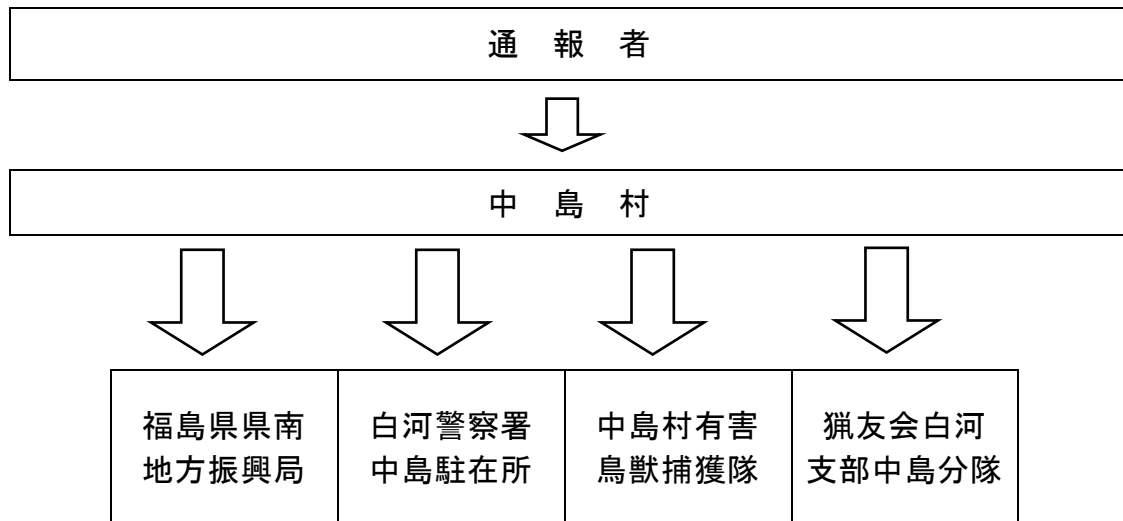 通　報　者
中　島　村
福島県県南
地方振興局
白河警察署
中島駐在所
中島村有害
鳥獣捕獲隊
猟友会白河
支部中島分隊